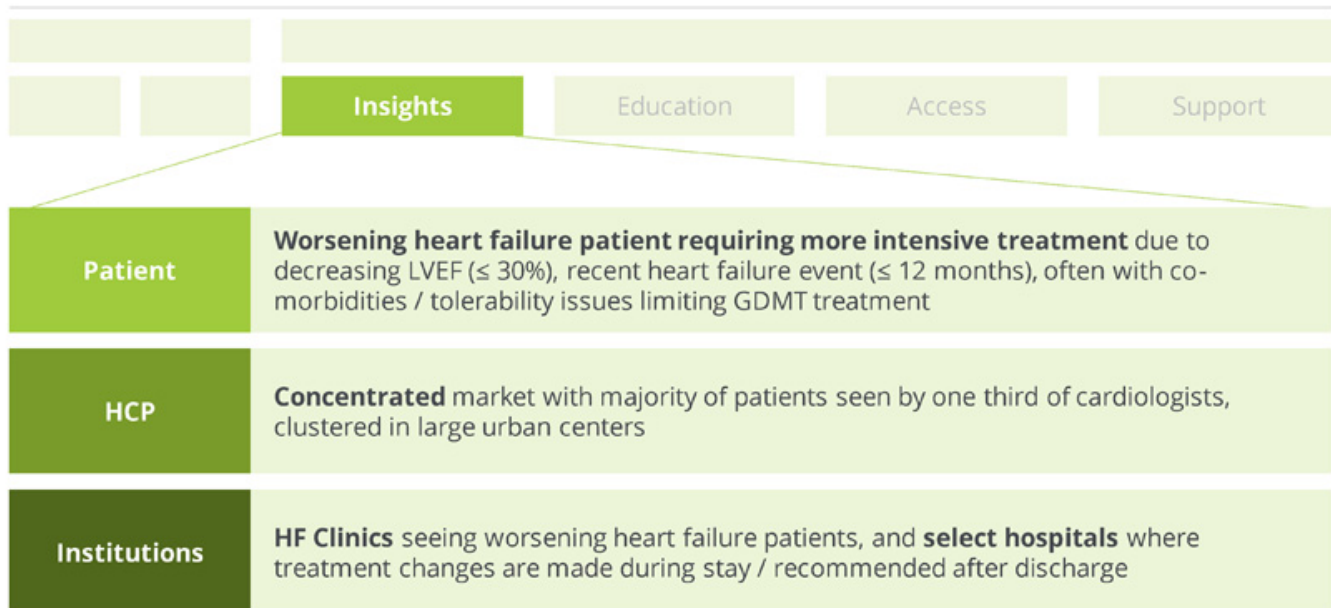 Insights
Education
Access
Support
Patient
Worsening heart failure patient requiring more intensive treatment due to
decreasing LVEF (≤ 30%), recent heart failure event (≤ 12 months), often with co-
morbidities / tolerability issues limiting GDMT treatment
HCP
Concentrated market with majority of patients seen by one third of cardiologists,
clustered in large urban centers
Institutions
HF Clinics seeing worsening heart failure patients, and select hospitals where
treatment changes are made during stay / recommended after discharge